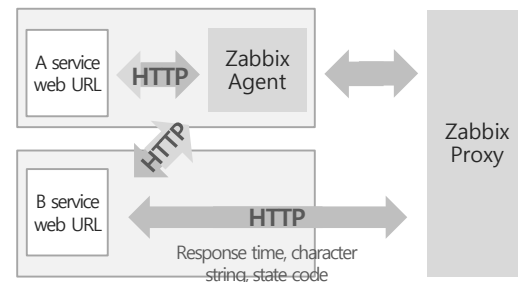 A service
web URL
HTTP
Zabbix
Agent
HTTP
Zabbix
Proxy
B service
web URL
HTTP
Response time, character
string, state code